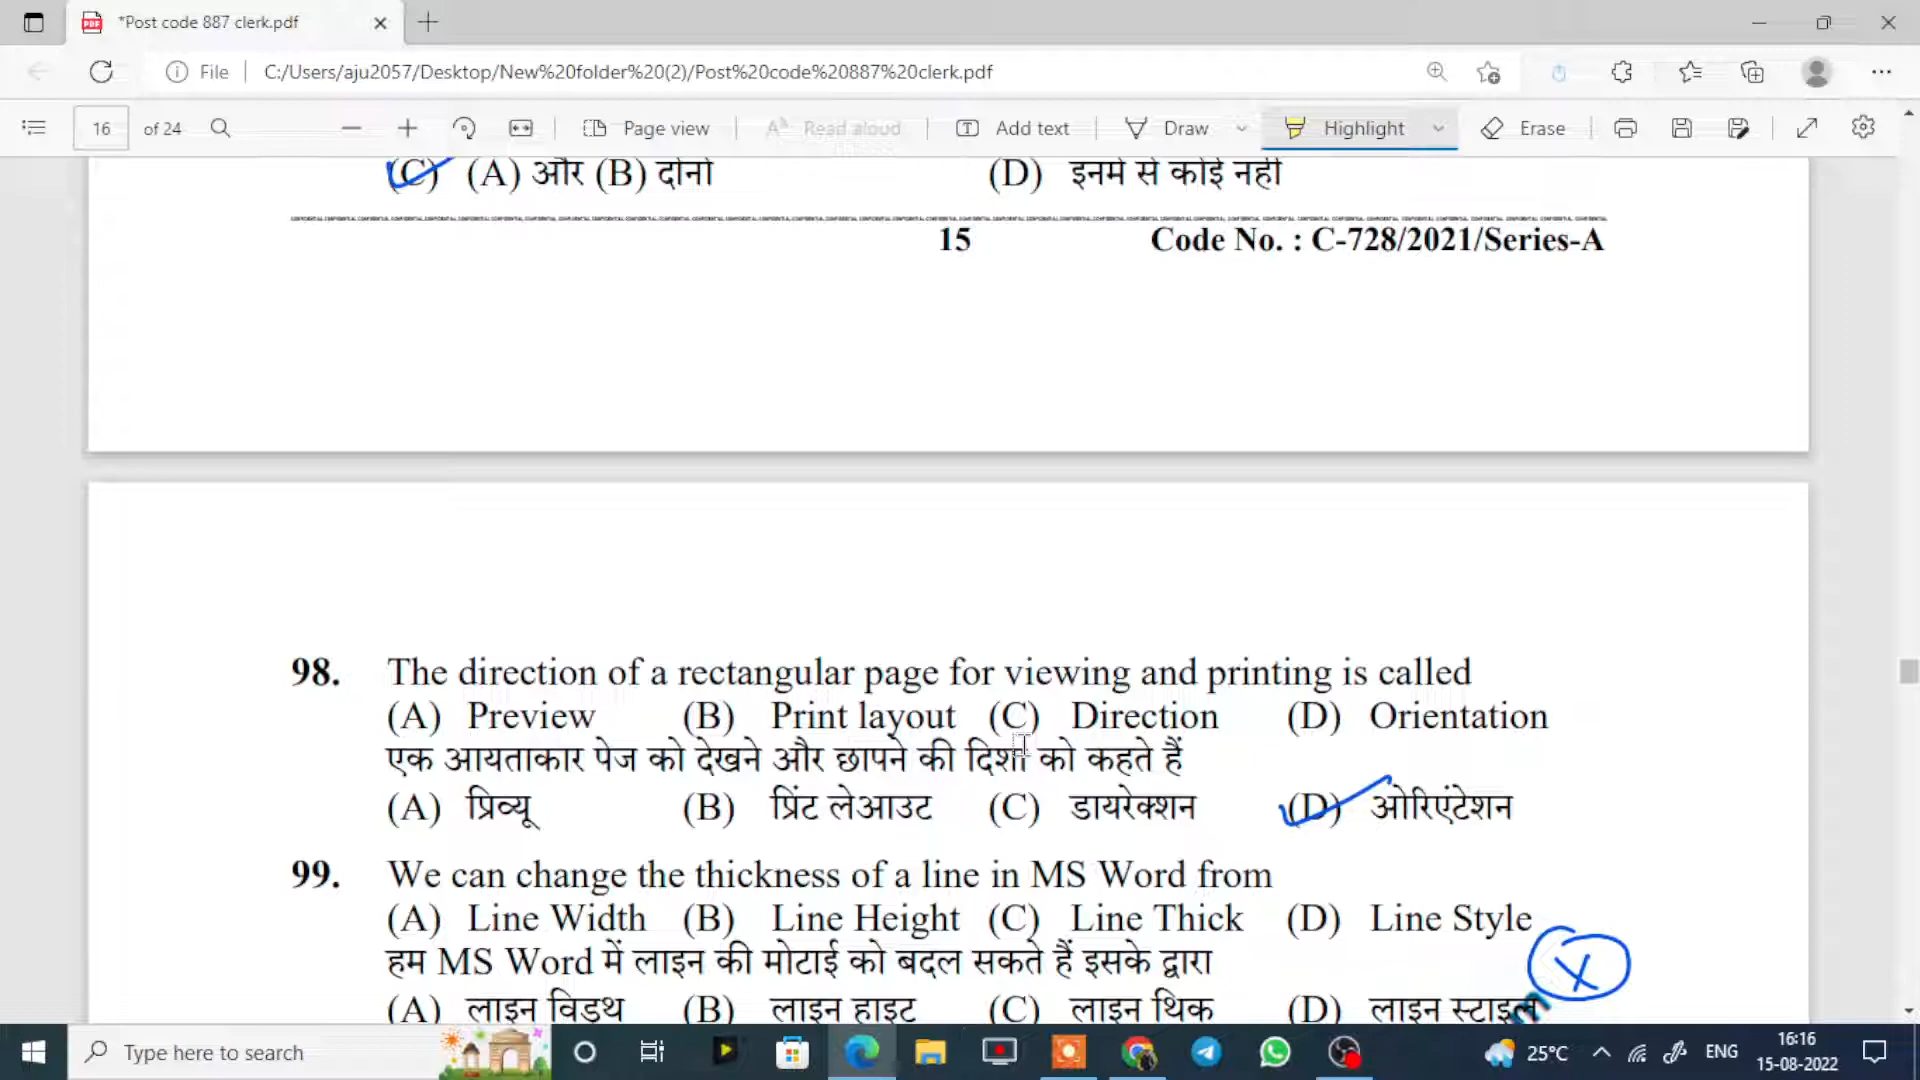 *Post code 887 clerk.pdf
File C:/Users/aju2057/Desktop/New%20folder%20(2)/Post%20code%20887%20clerk.pdf
16 of 24 Page view Read aloud Add text Draw Highlight Erase
(C) (A) और (B) दोनों (D) इनमें से कोई नहीं
15 Code No. : C-728/2021/Series-A
98. The direction of a rectangular page for viewing and printing is called
(A) Preview (B) Print layout (C) Direction (D) Orientation
एक आयताकार पेज को देखने और छापने की दिशा को कहते हैं
(A) प्रिव्यू (B) प्रिंट लेआउट (C) डायरेक्शन (D) ओरिएंटेशन
99. We can change the thickness of a line in MS Word from
(A) Line Width (B) Line Height (C) Line Thick (D) Line Style
हम MS Word में लाइन की मोटाई को बदल सकते हैं इसके द्वारा
X
(A) लाइन विड्थ (B) लाइन हाइट (C) लाइन थिक (D) लाइन स्टाइल
Type here to search 25°C ENG 16:16
15-08-2022